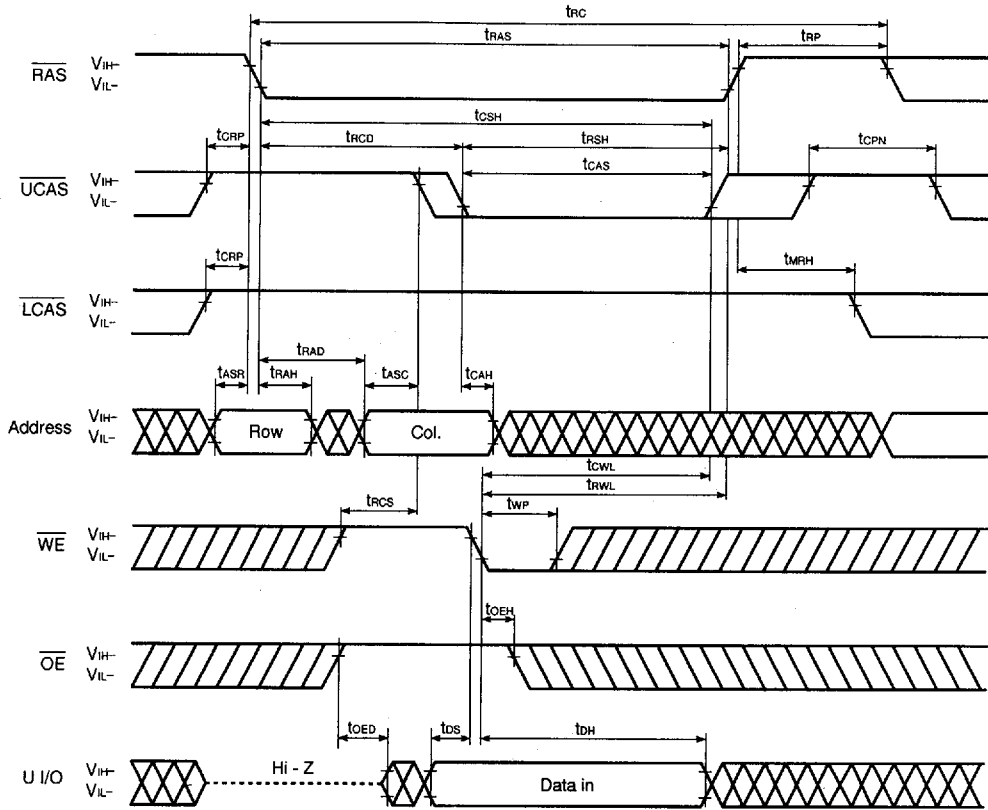 tRC
tRAS tRP
RAS VIH–
VIL–
tCSH
tCRP tRCD tRSH tCPN
tCAS
UCAS VIH–
VIL–
tCRP tMRH
LCAS VIH–
VIL–
tRAD
tASR tRAH tASC tCAH
Address VIH– Row Col.
VIL–
tCWL
tRWL
tRCS tWP
WE VIH–
VIL–
tOEH
OE VIH–
VIL–
tOED tDS tDH
U I/O VIH– Hi - Z Data in
VIL–